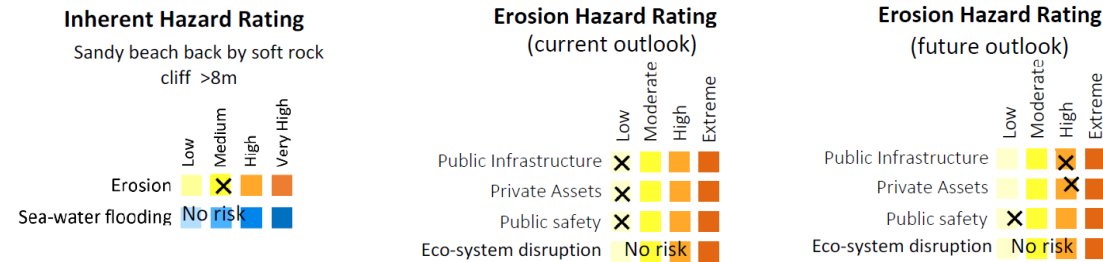 Inherent Hazard Rating
Sandy beach back by soft rock
cliff >8m
Low
Medium
High
Very High
Erosion
Sea-water flooding
No risk
Erosion Hazard Rating
(current outlook)
Low
Moderate
High
Extreme
Public Infrastructure
Private Assets
Public safety
Eco-system disruption
No risk
Erosion Hazard Rating
(future outlook)
Low
Moderate
High
Extreme
Public Infrastructure
Private Assets
Public safety
Eco-system disruption
No risk